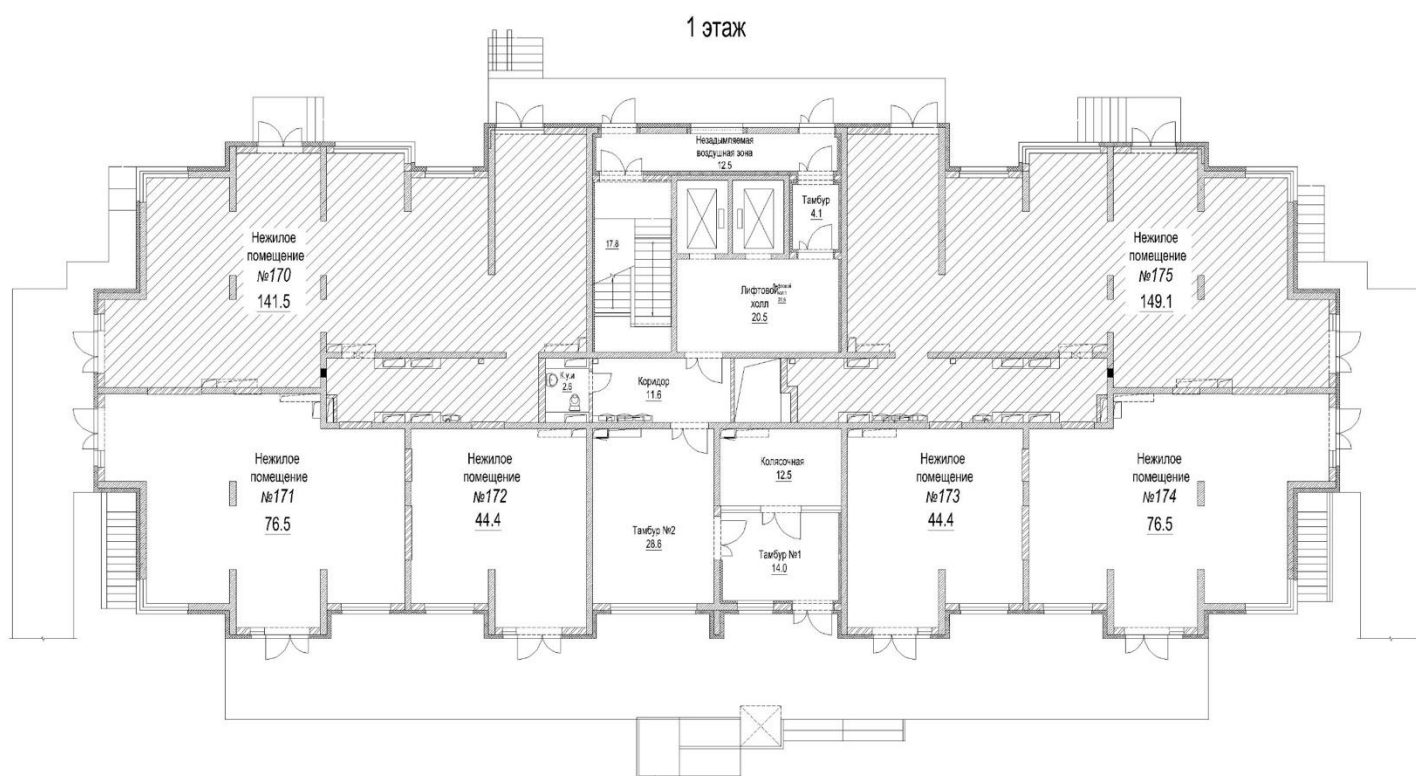 1 этаж
Незадымляемая
воздушная зона
12.5
Тамбур
4.1
17.8
Нежилое
помещение
№170
141.5
Нежилое
помещение
№175
149.1
Лифтовой
холл
20.5
К.у.и
2.6
Коридор
11.6
Нежилое
помещение
№171
76.5
Нежилое
помещение
№172
44.4
Тамбур №2
28.6
Колясочная
12.5
Тамбур №1
14.0
Нежилое
помещение
№173
44.4
Нежилое
помещение
№174
76.5